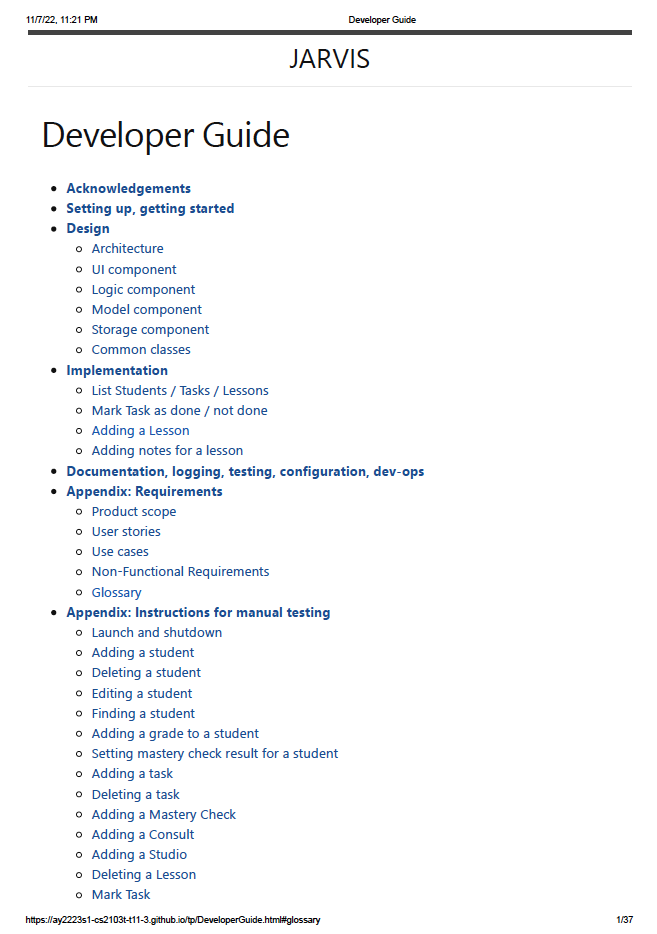 11/7/22, 11:21 PM Developer Guide
JARVIS
Developer Guide
Acknowledgements
Setting up, getting started
Design
Architecture
UI component
Logic component
Model component
Storage component
Common classes
Implementation
List Students / Tasks / Lessons
Mark Task as done / not done
Adding a Lesson
Adding notes for a lesson
Documentation, logging, testing, configuration, dev-ops
Appendix: Requirements
Product scope
User stories
Use cases
Non-Functional Requirements
Glossary
Appendix: Instructions for manual testing
Launch and shutdown
Adding a student
Deleting a student
Editing a student
Finding a student
Adding a grade to a student
Setting mastery check result for a student
Adding a task
Deleting a task
Adding a Mastery Check
Adding a Consult
Adding a Studio
Deleting a Lesson
Mark Task
https://ay2223s1-cs2103t-t11-3.github.io/tp/DeveloperGuide.html#glossary 1/37